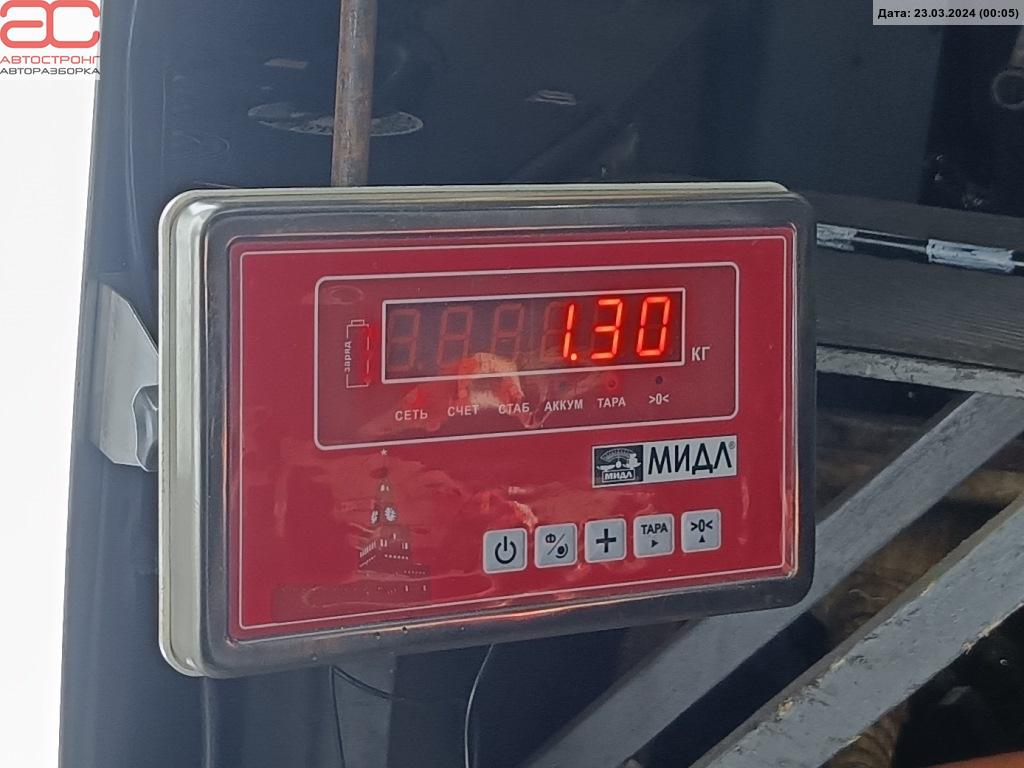 Дата: 23.03.2024 (00:05)
АС
АВТОСТРОНГ
АВТОРАЗБОРКА
заряд
1.30
КГ
СЕТЬ СЧЕТ СТАБ АККУМ ТАРА >0<
МИДЛ МИДЛ®
Ф/ + ТАРА >0<